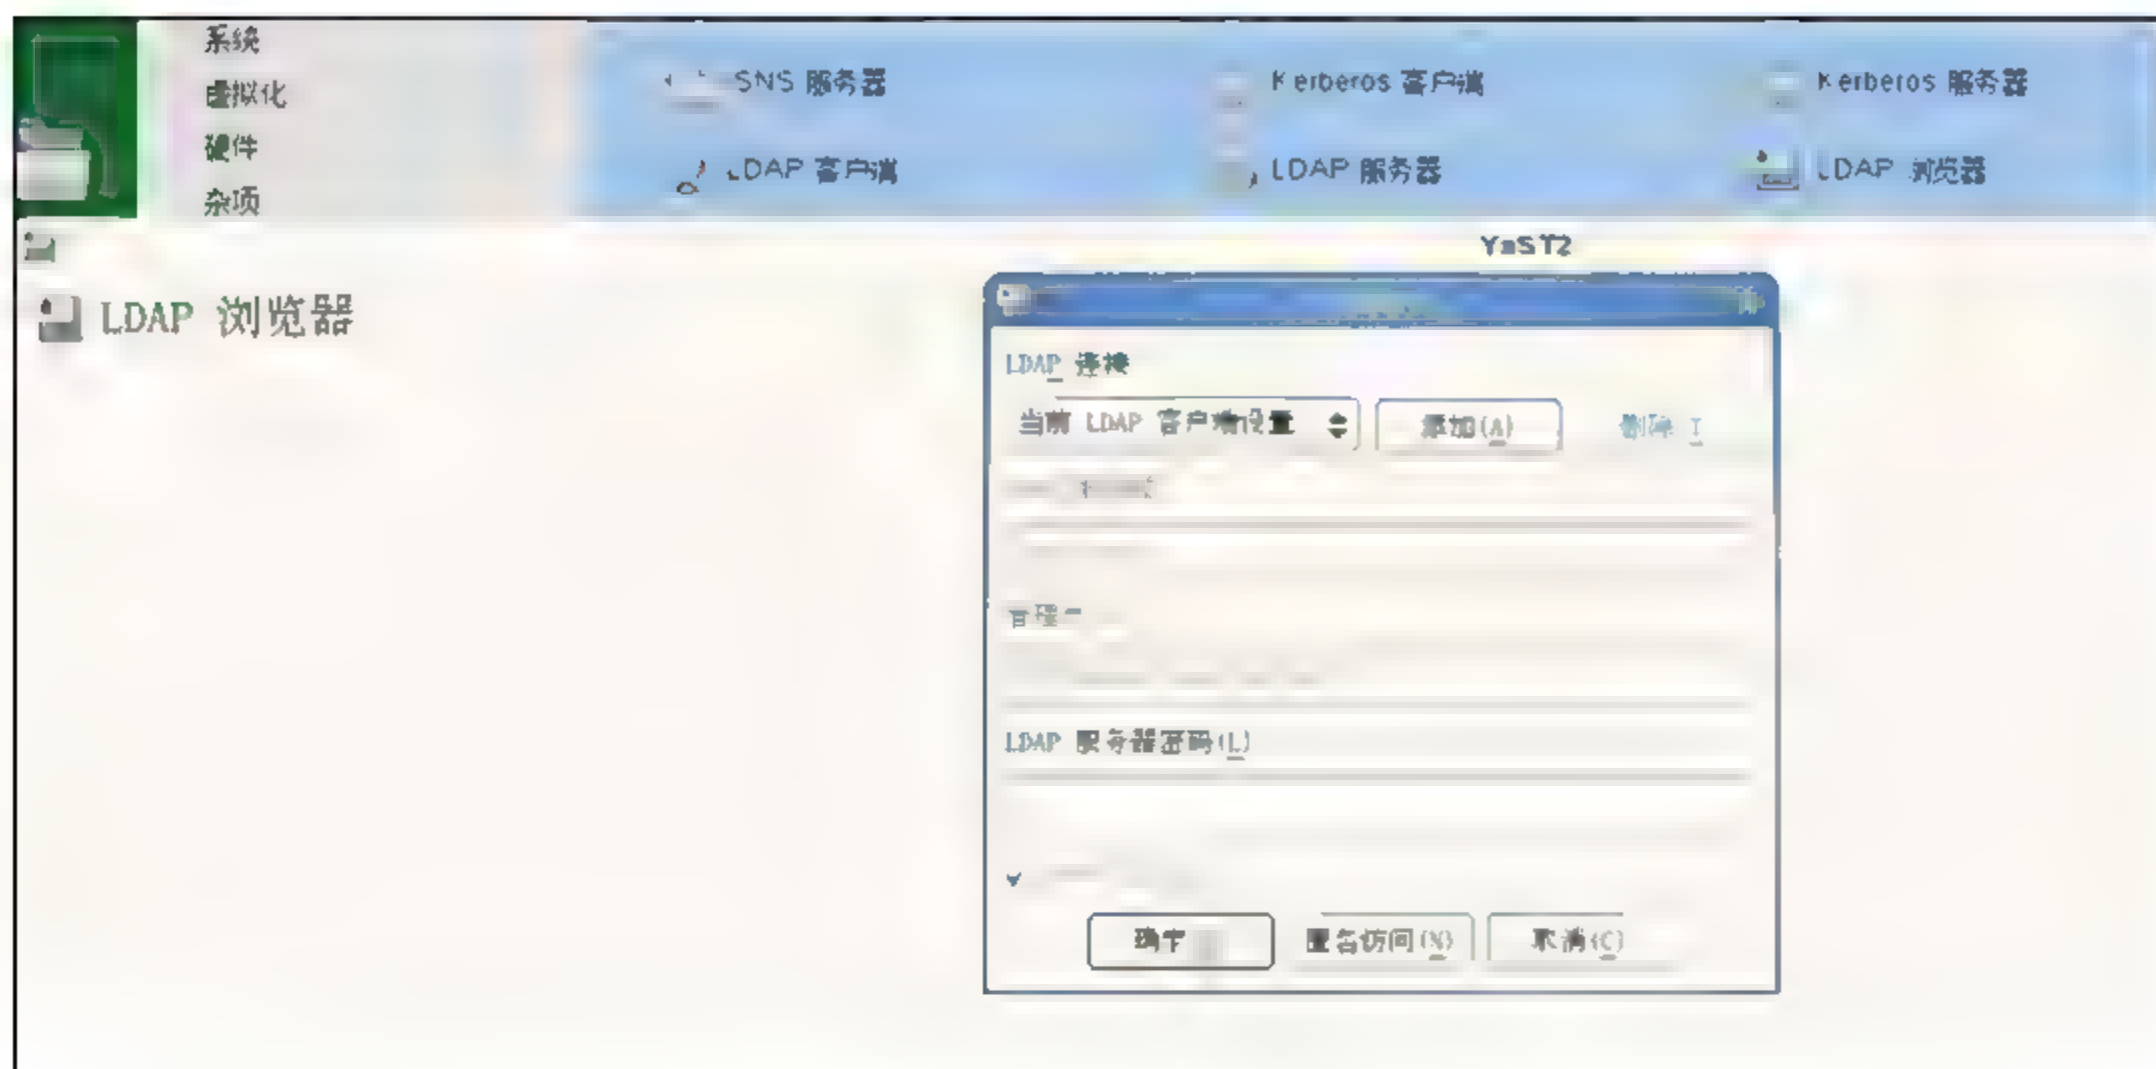 系统
虚拟化
硬件
杂项
SNS 服务器
Kerberos 客户端
Kerberos 服务器
LDAP 客户端
LDAP 服务器
LDAP 浏览器
YaST2
LDAP 浏览器
LDAP 连接
当前 LDAP 客户端设置
添加(A)
删除
管理
LDAP 服务器密码(L)
确定
匿名访问(N)
取消(C)